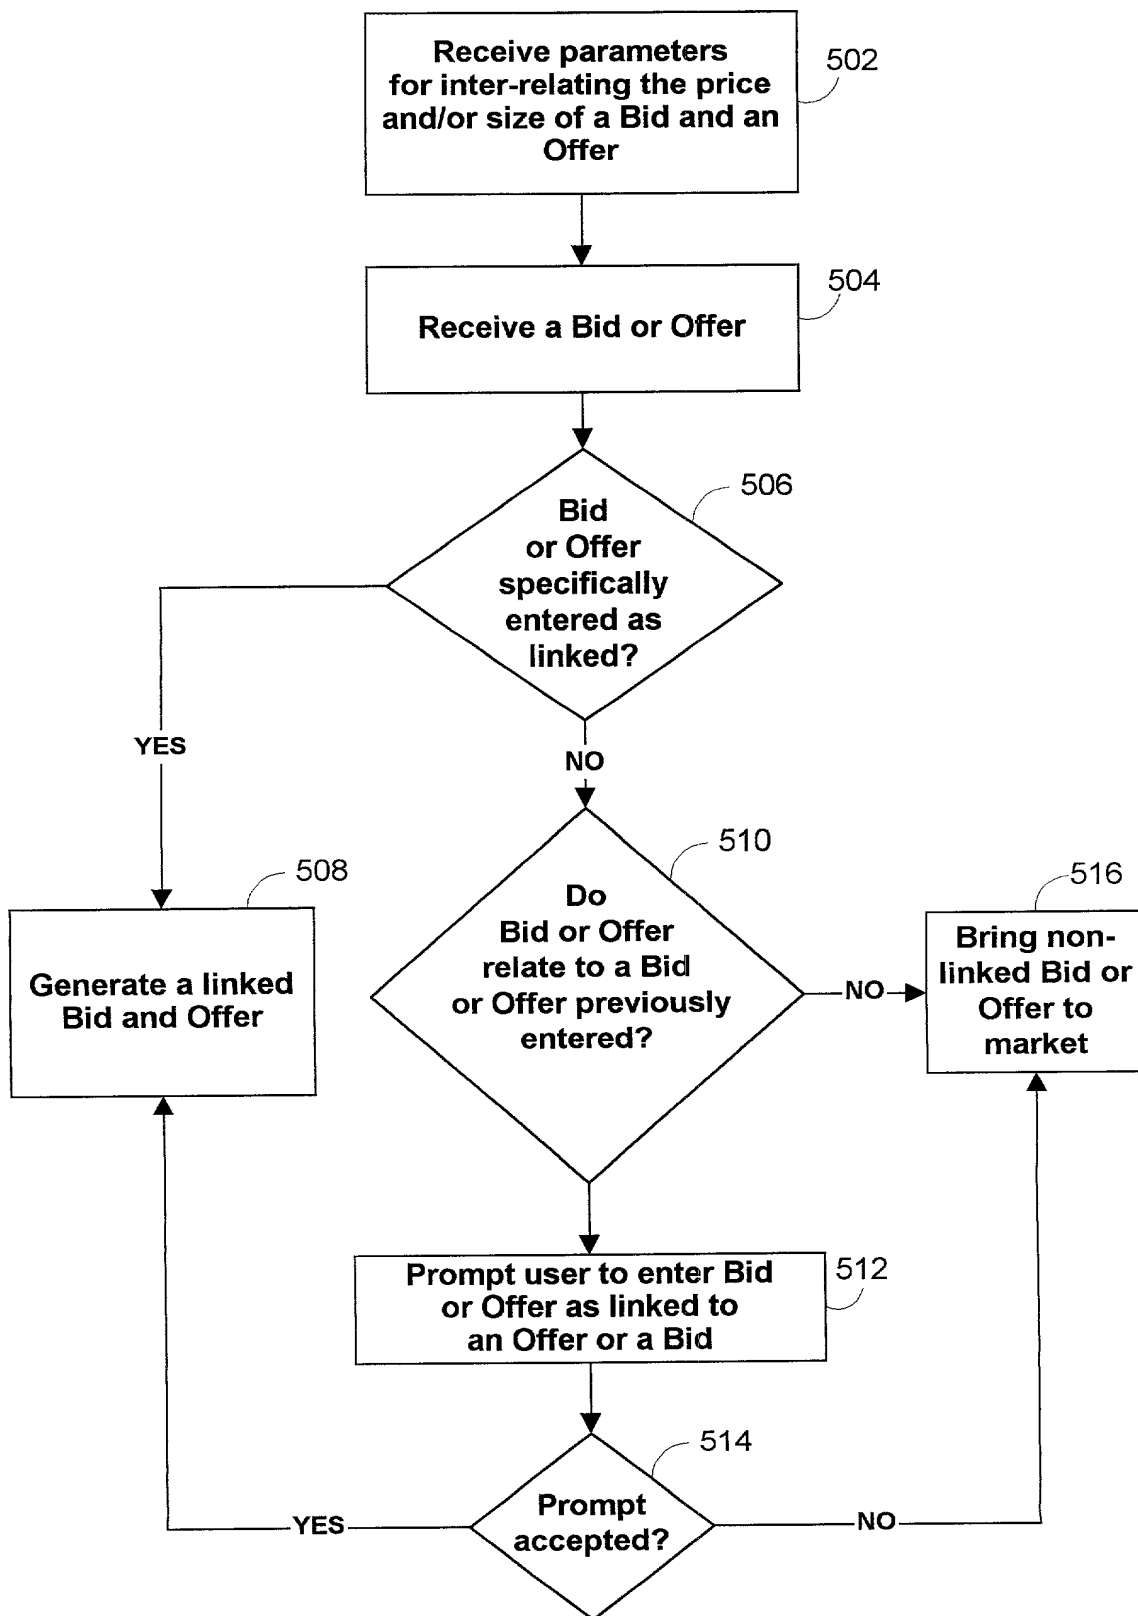 Receive parameters
for inter-relating the price
and/or size of a Bid and an
Offer
502
Receive a Bid or Offer
504
Bid
or Offer
specifically
entered as
linked?
506
YES
NO
Generate a linked
Bid and Offer
508
Do
Bid or Offer
relate to a Bid
or Offer previously
entered?
510
NO
Bring non-
linked Bid or
Offer to
market
516
Prompt user to enter Bid
or Offer as linked to
an Offer or a Bid
512
Prompt
accepted?
514
YES
NO